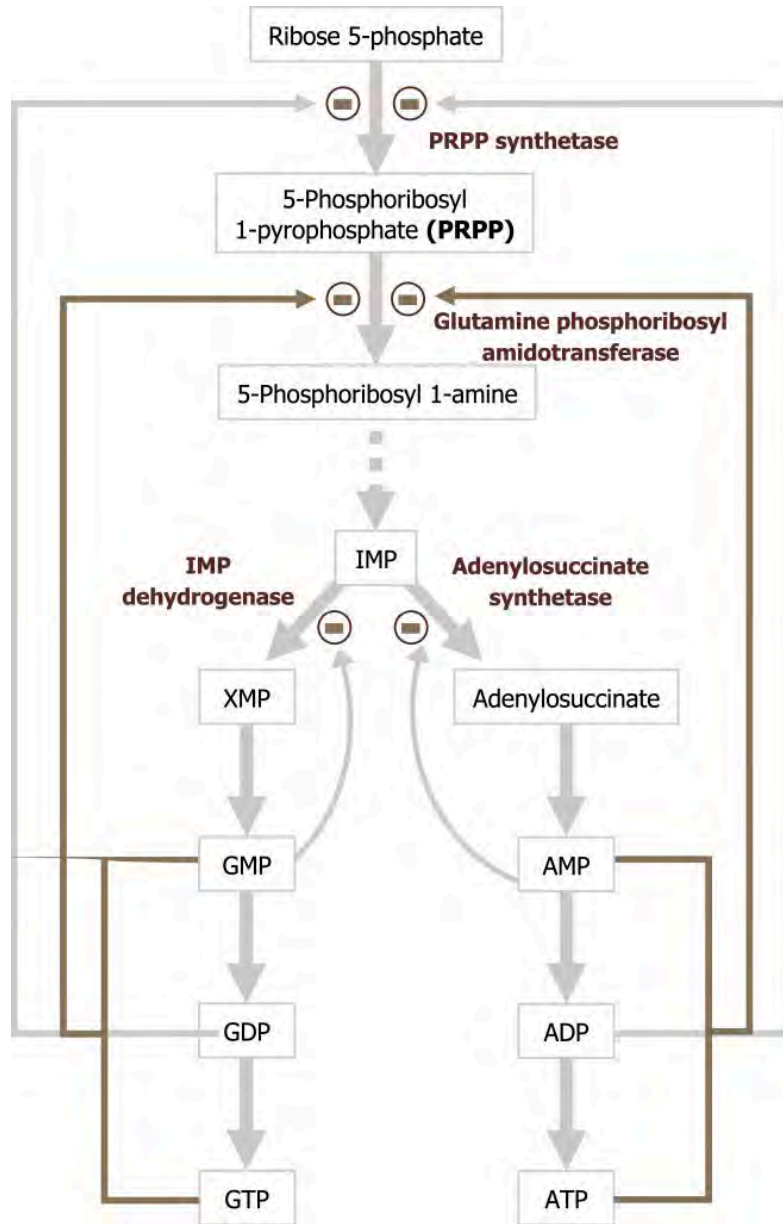 Ribose 5-phosphate
PRPP synthetase
5-Phosphoribosyl
1-pyrophosphate (PRPP)
Glutamine phosphoribosyl
amidotransferase
5-Phosphoribosyl 1-amine
IMP
IMP
dehydrogenase
Adenylosuccinate
synthetase
XMP
Adenylosuccinate
GMP
AMP
GDP
ADP
GTP
ATP